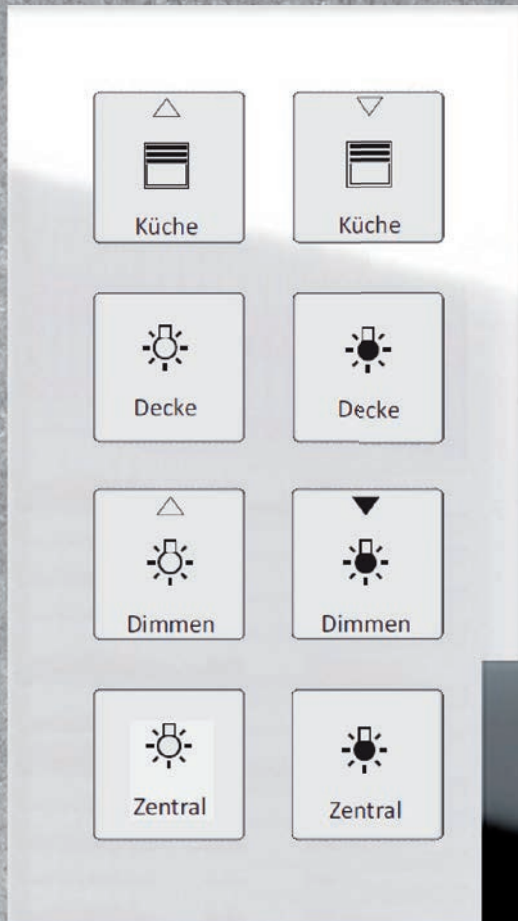 Küche
Küche
Decke
Decke
Dimmen
Dimmen
Zentral
Zentral